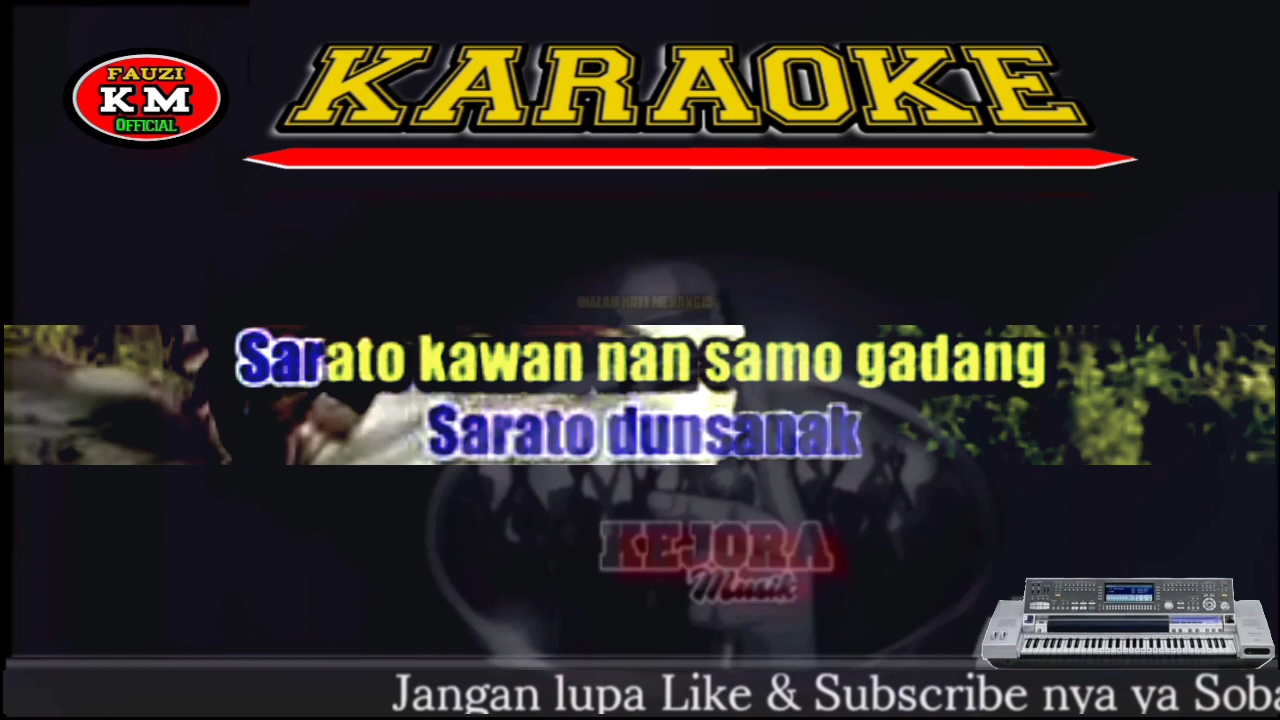 FAUZI
KM
OFFICIAL
KARAOKE
Sarato kawan nan samo gadang
Sarato dunsanak
KEJORA
Musik
Jangan lupa Like & Subscribe nya ya Soba